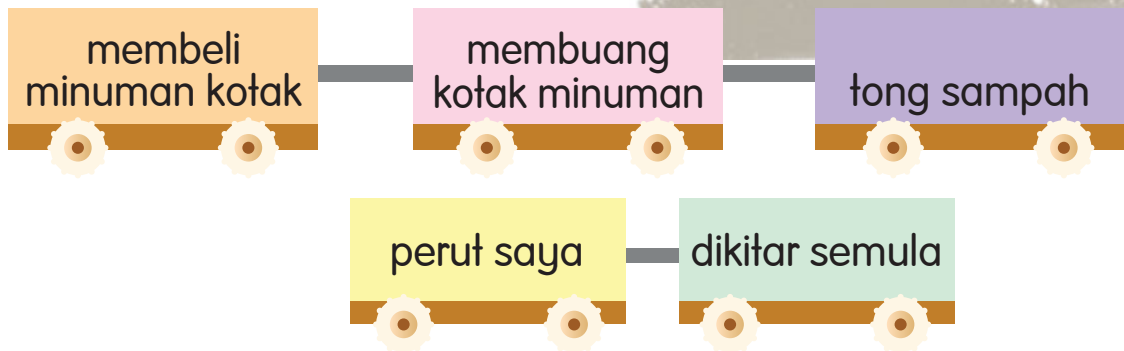 membeli
minuman kotak
membuang
kotak minuman
tong sampah
perut saya
dikitar semula